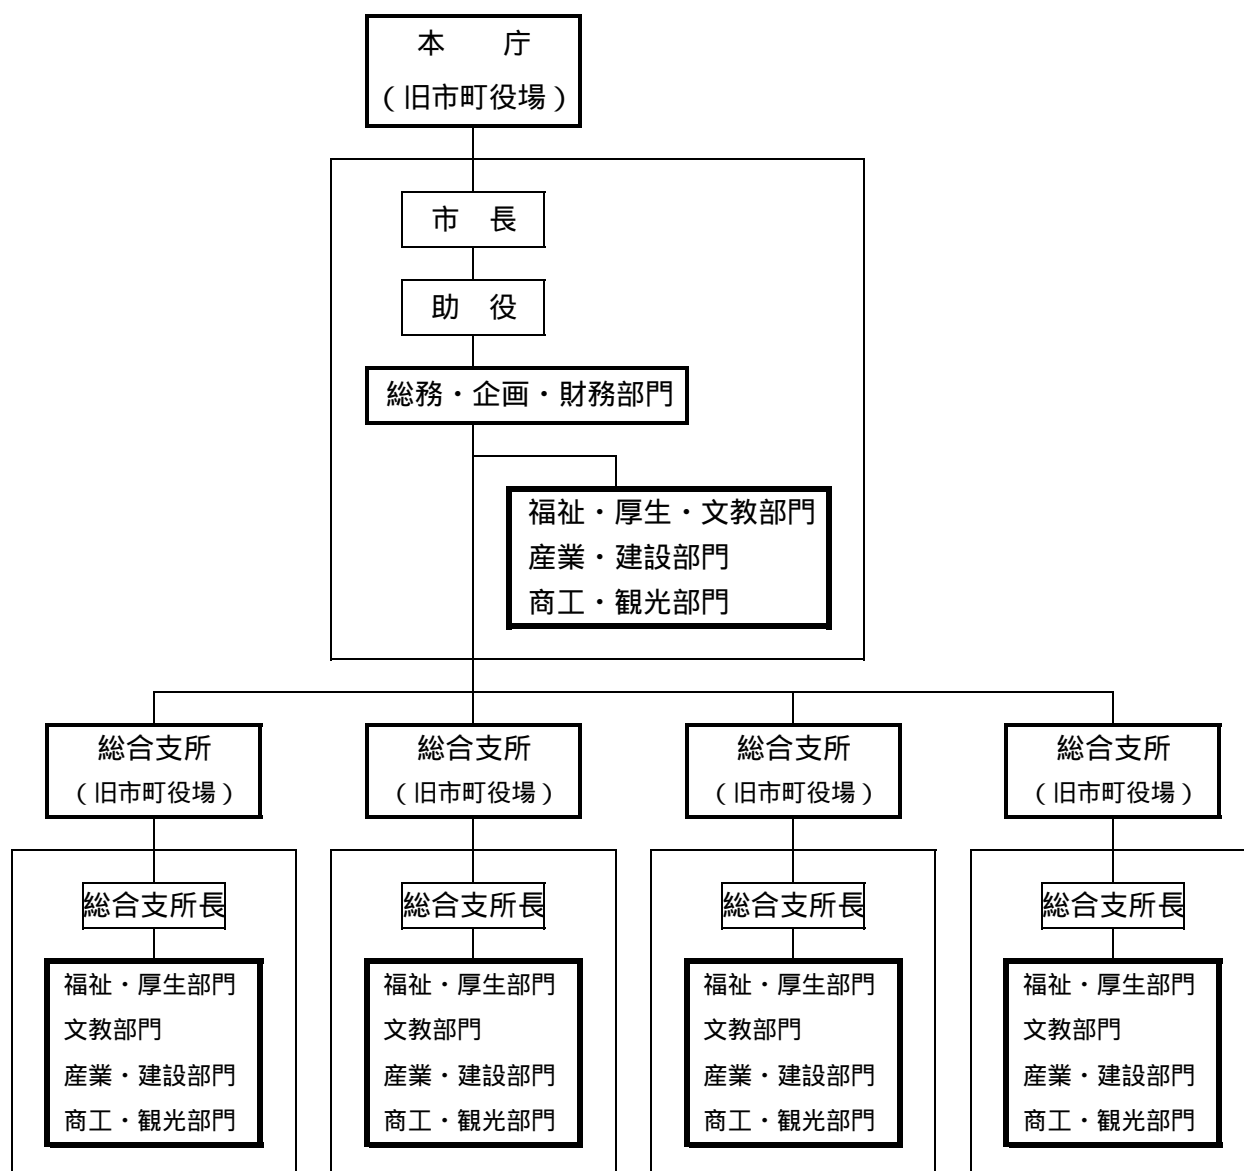 本　　庁
（旧市町役場）
市　長
助　役
総務・企画・財務部門
福祉・厚生・文教部門
産業・建設部門
商工・観光部門
総合支所
（旧市町役場）
総合支所
（旧市町役場）
総合支所
（旧市町役場）
総合支所
（旧市町役場）
総合支所長
福祉・厚生部門
文教部門
産業・建設部門
商工・観光部門
総合支所長
福祉・厚生部門
文教部門
産業・建設部門
商工・観光部門
総合支所長
福祉・厚生部門
文教部門
産業・建設部門
商工・観光部門
総合支所長
福祉・厚生部門
文教部門
産業・建設部門
商工・観光部門